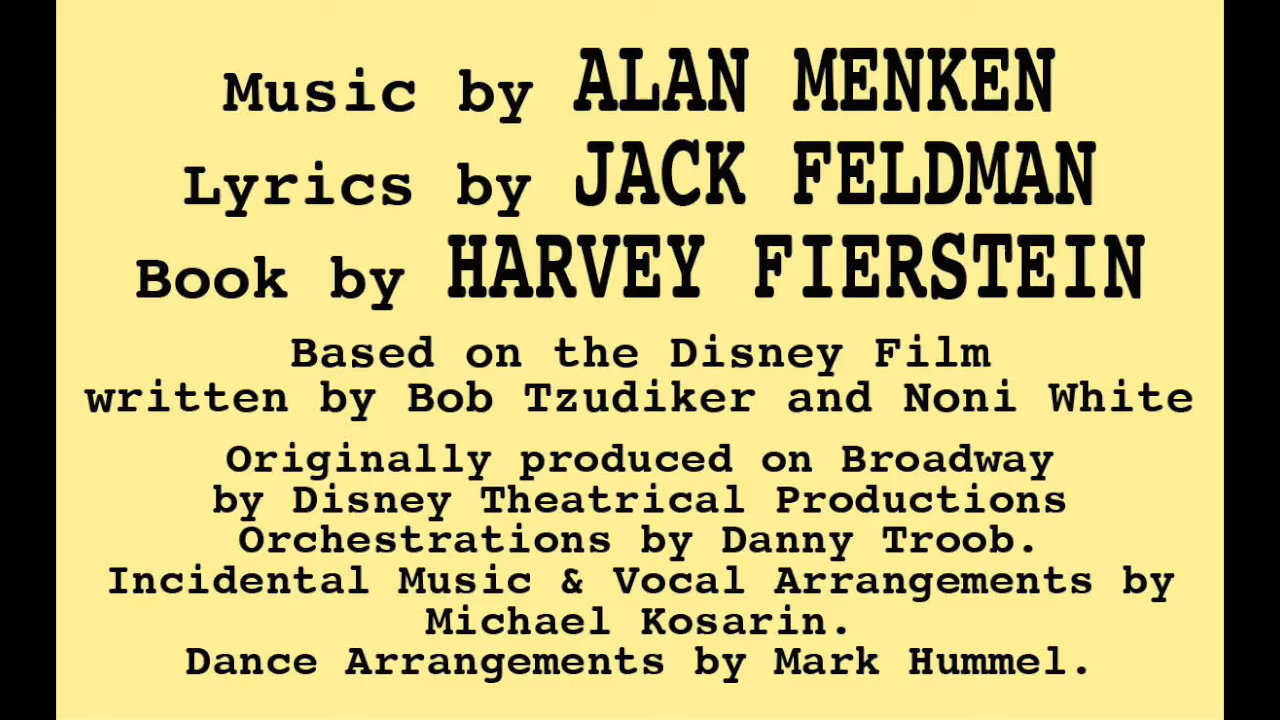 Music by ALAN MENKEN
Lyrics by JACK FELDMAN
Book by HARVEY FIERSTEIN
Based on the Disney Film
written by Bob Tzudiker and Noni White
Originally produced on Broadway
by Disney Theatrical Productions
Orchestrations by Danny Troob.
Incidental Music & Vocal Arrangements by
Michael Kosarin.
Dance Arrangements by Mark Hummel.